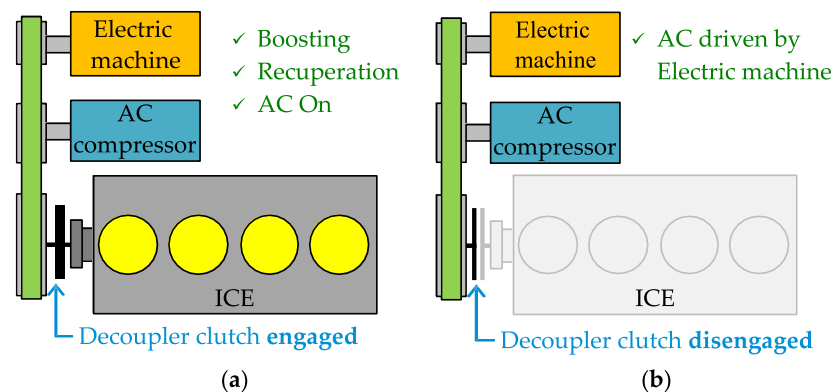 Electric
machine
✓ Boosting
✓ Recuperation
✓ AC On
AC
compressor
ICE
Decoupler clutch engaged
(a)
Electric
machine
✓ AC driven by
Electric machine
AC
compressor
ICE
Decoupler clutch disengaged
(b)